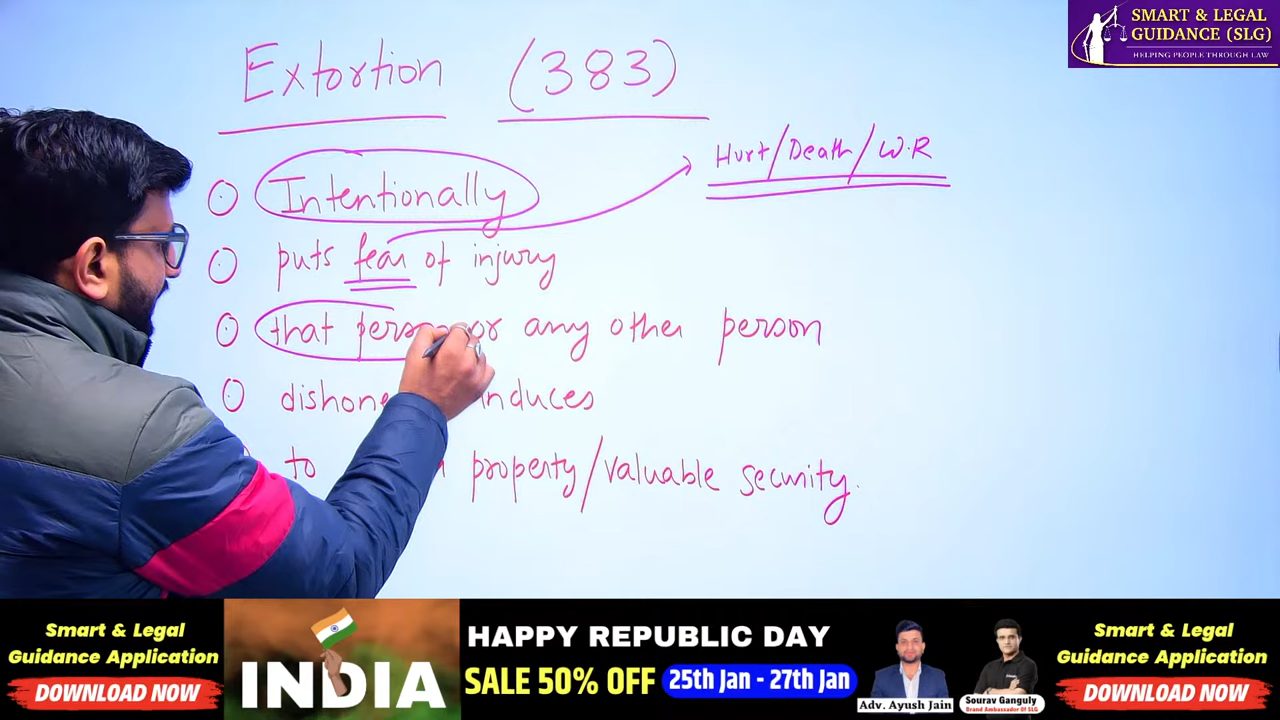 SMART & LEGAL
GUIDANCE (SLG)
HELPING PEOPLE THROUGH LAW
Extortion (383)
Hurt/Death/W.R
Intentionally
puts fear of injury
that person or any other person
induces
to property/valuable security.
Smart & Legal
Guidance Application
DOWNLOAD NOW
INDIA
HAPPY REPUBLIC DAY
SALE 50% OFF 25th Jan - 27th Jan
Adv. Ayush Jain
Sourav Ganguly
Brand Ambassador Of SLG
Smart & Legal
Guidance Application
DOWNLOAD NOW